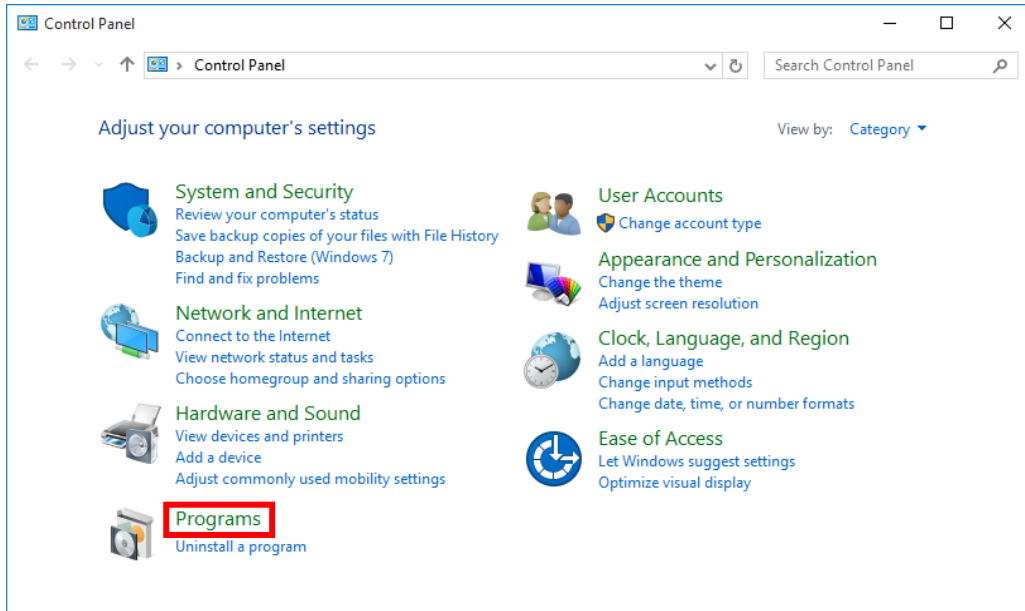 Control Panel
Control Panel
Search Control Panel
Adjust your computer's settings
View by: Category
System and Security
Review your computer's status
Save backup copies of your files with File History
Backup and Restore (Windows 7)
Find and fix problems
Network and Internet
Connect to the Internet
View network status and tasks
Choose homegroup and sharing options
Hardware and Sound
View devices and printers
Add a device
Adjust commonly used mobility settings
Programs
Uninstall a program
User Accounts
Change account type
Appearance and Personalization
Change the theme
Adjust screen resolution
Clock, Language, and Region
Add a language
Change input methods
Change date, time, or number formats
Ease of Access
Let Windows suggest settings
Optimize visual display